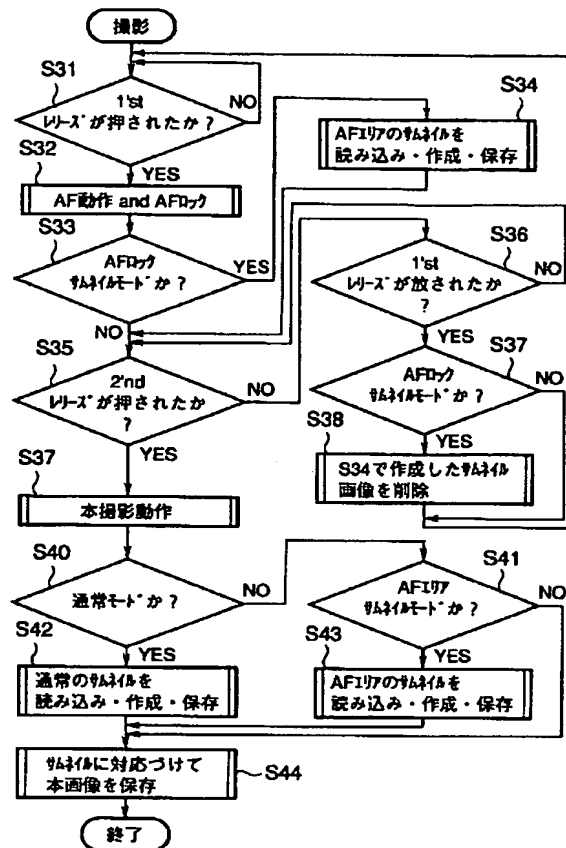 撮影
S31
1'st
ﾚﾘｰｽﾞが押されたか？
NO
YES
S32
AF動作 and AFロック
S33
AFﾛｯｸ
ｻﾑﾈｲﾙﾓｰﾄﾞか？
YES
NO
S34
AFｴﾘｱのｻﾑﾈｲﾙを
読み込み・作成・保存
S35
2'nd
ﾚﾘｰｽﾞが押されたか
？
NO
YES
S36
1'st
ﾚﾘｰｽﾞが放されたか
？
NO
YES
S37
AFﾛｯｸ
ｻﾑﾈｲﾙﾓｰﾄﾞか？
NO
YES
S38
S34で作成したｻﾑﾈｲﾙ
画像を削除
S37
本撮影動作
S40
通常ﾓｰﾄﾞか？
NO
YES
S41
AFｴﾘｱ
ｻﾑﾈｲﾙﾓｰﾄﾞか？
NO
YES
S42
通常のｻﾑﾈｲﾙを
読み込み・作成・保存
S43
AFｴﾘｱのｻﾑﾈｲﾙを
読み込み・作成・保存
ｻﾑﾈｲﾙに対応づけて
本画像を保存
S44
終了